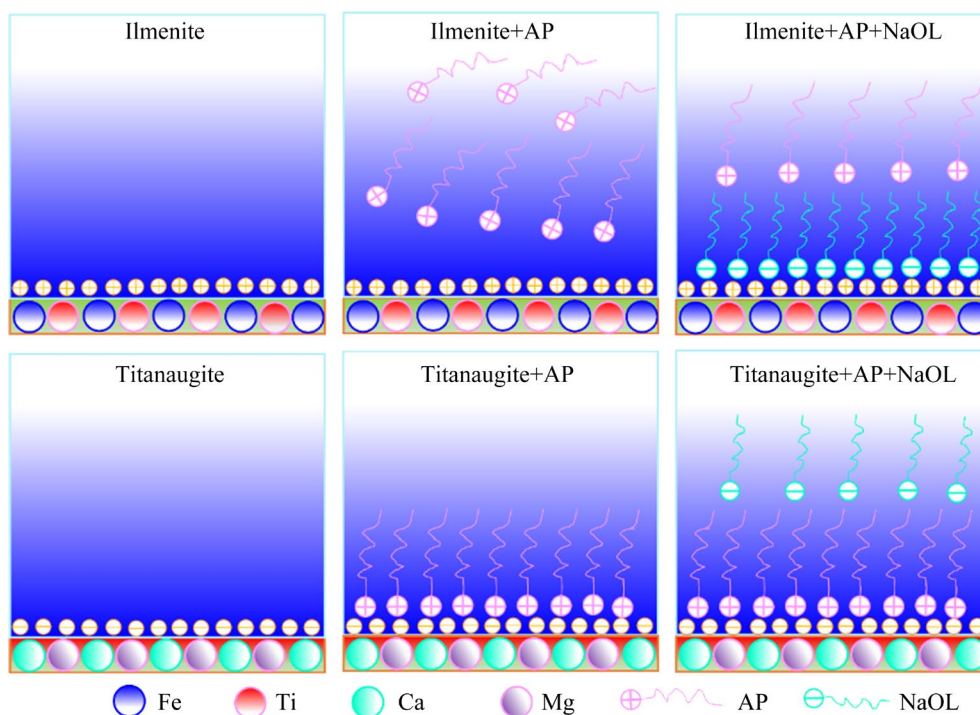 Ilmenite
Ilmenite+AP
Ilmenite+AP+NaOL
Titanaugite
Titanaugite+AP
Titanaugite+AP+NaOL
Fe Ti Ca Mg AP NaOL